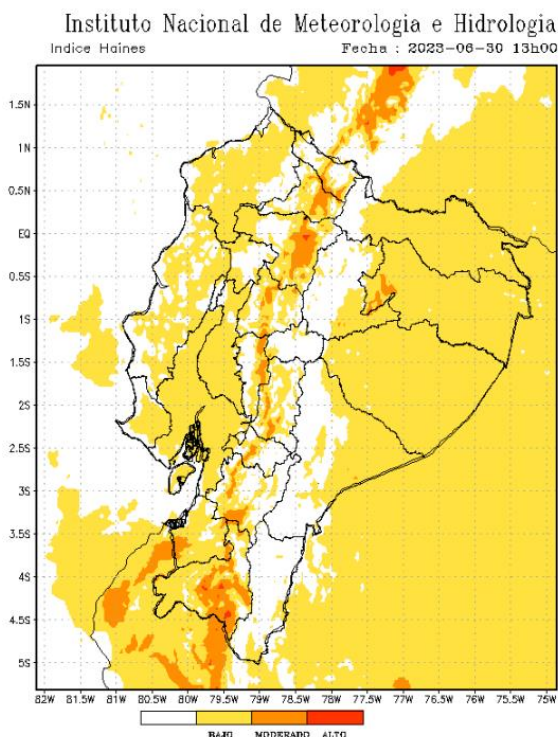 Instituto Nacional de Meteorologia e Hidrologia
Indice Haines Fecha : 2023-06-30 13h00
1.5N
1N
0.5N
EQ
0.5S
1S
1.5S
2S
2.5S
3S
3.5S
4S
4.5S
5S
82W 81.5W 81W 80.5W 80W 79.5W 79W 78.5W 78W 77.5W 77W 76.5W 76W 75.5W 75W
BAJO MODERADO ALTO